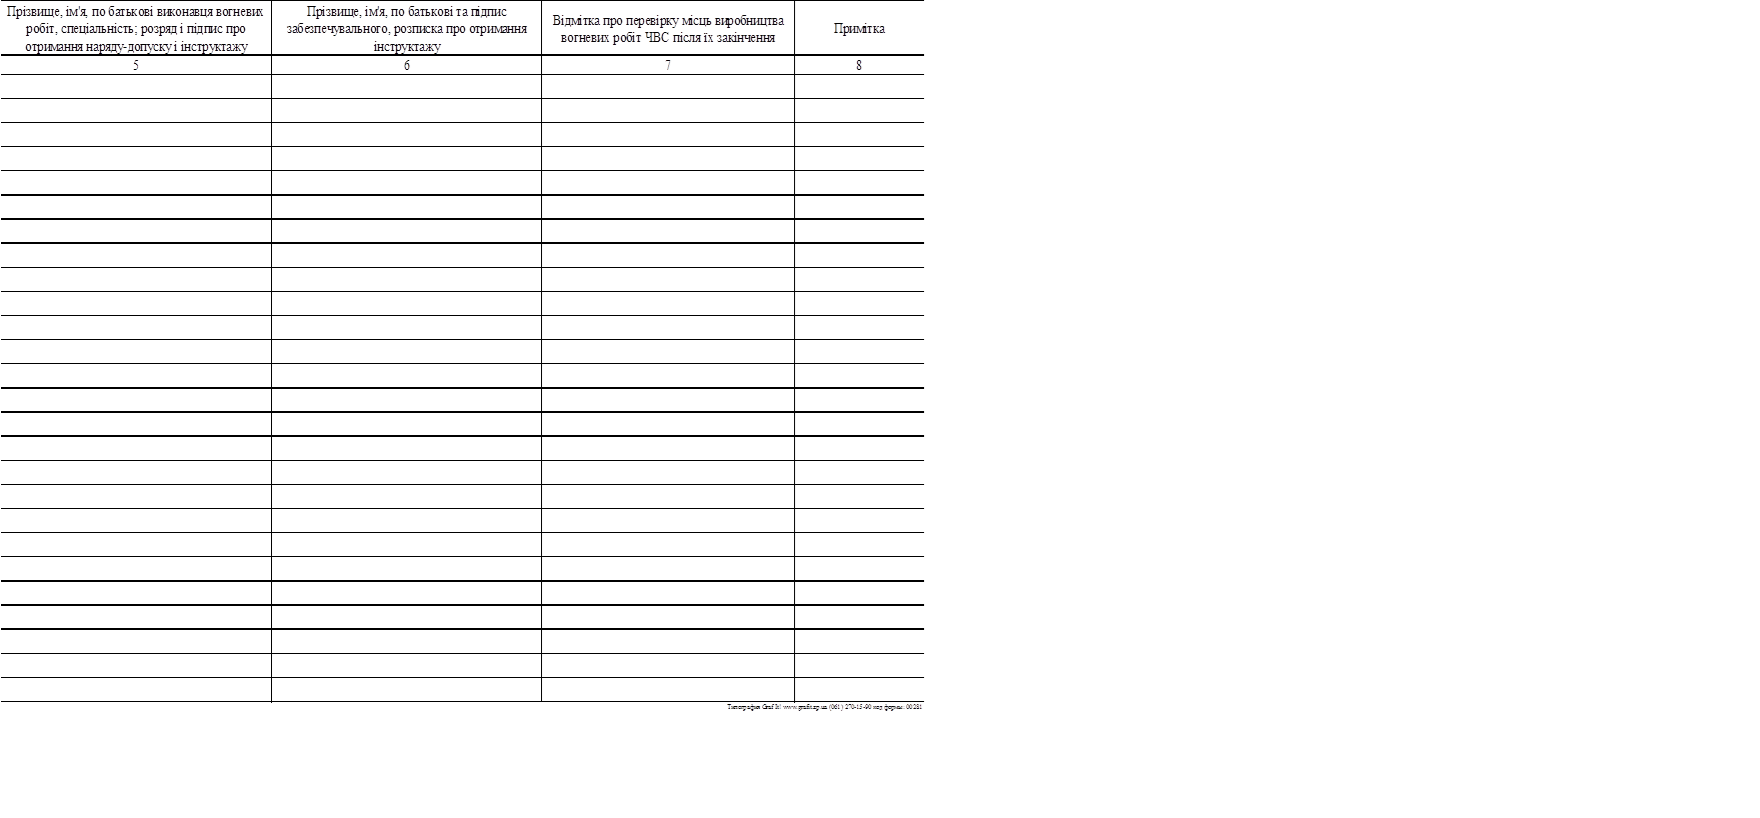 Прізвище, ім'я, по батькові виконавця вогневих
робіт, спеціальність; розряд і підпис про
отримання наряду-допуску і інструктажу
Прізвище, ім'я, по батькові та підпис
забезпечувального, розписка про отримання
інструктажу
Відмітка про перевірку місць виробництва
вогневих робіт ЧВС після їх закінчення
Примітка
5
6
7
8
Типография Graf It! www.grafit.zp.ua (061) 270-15-90 код формы: 00281